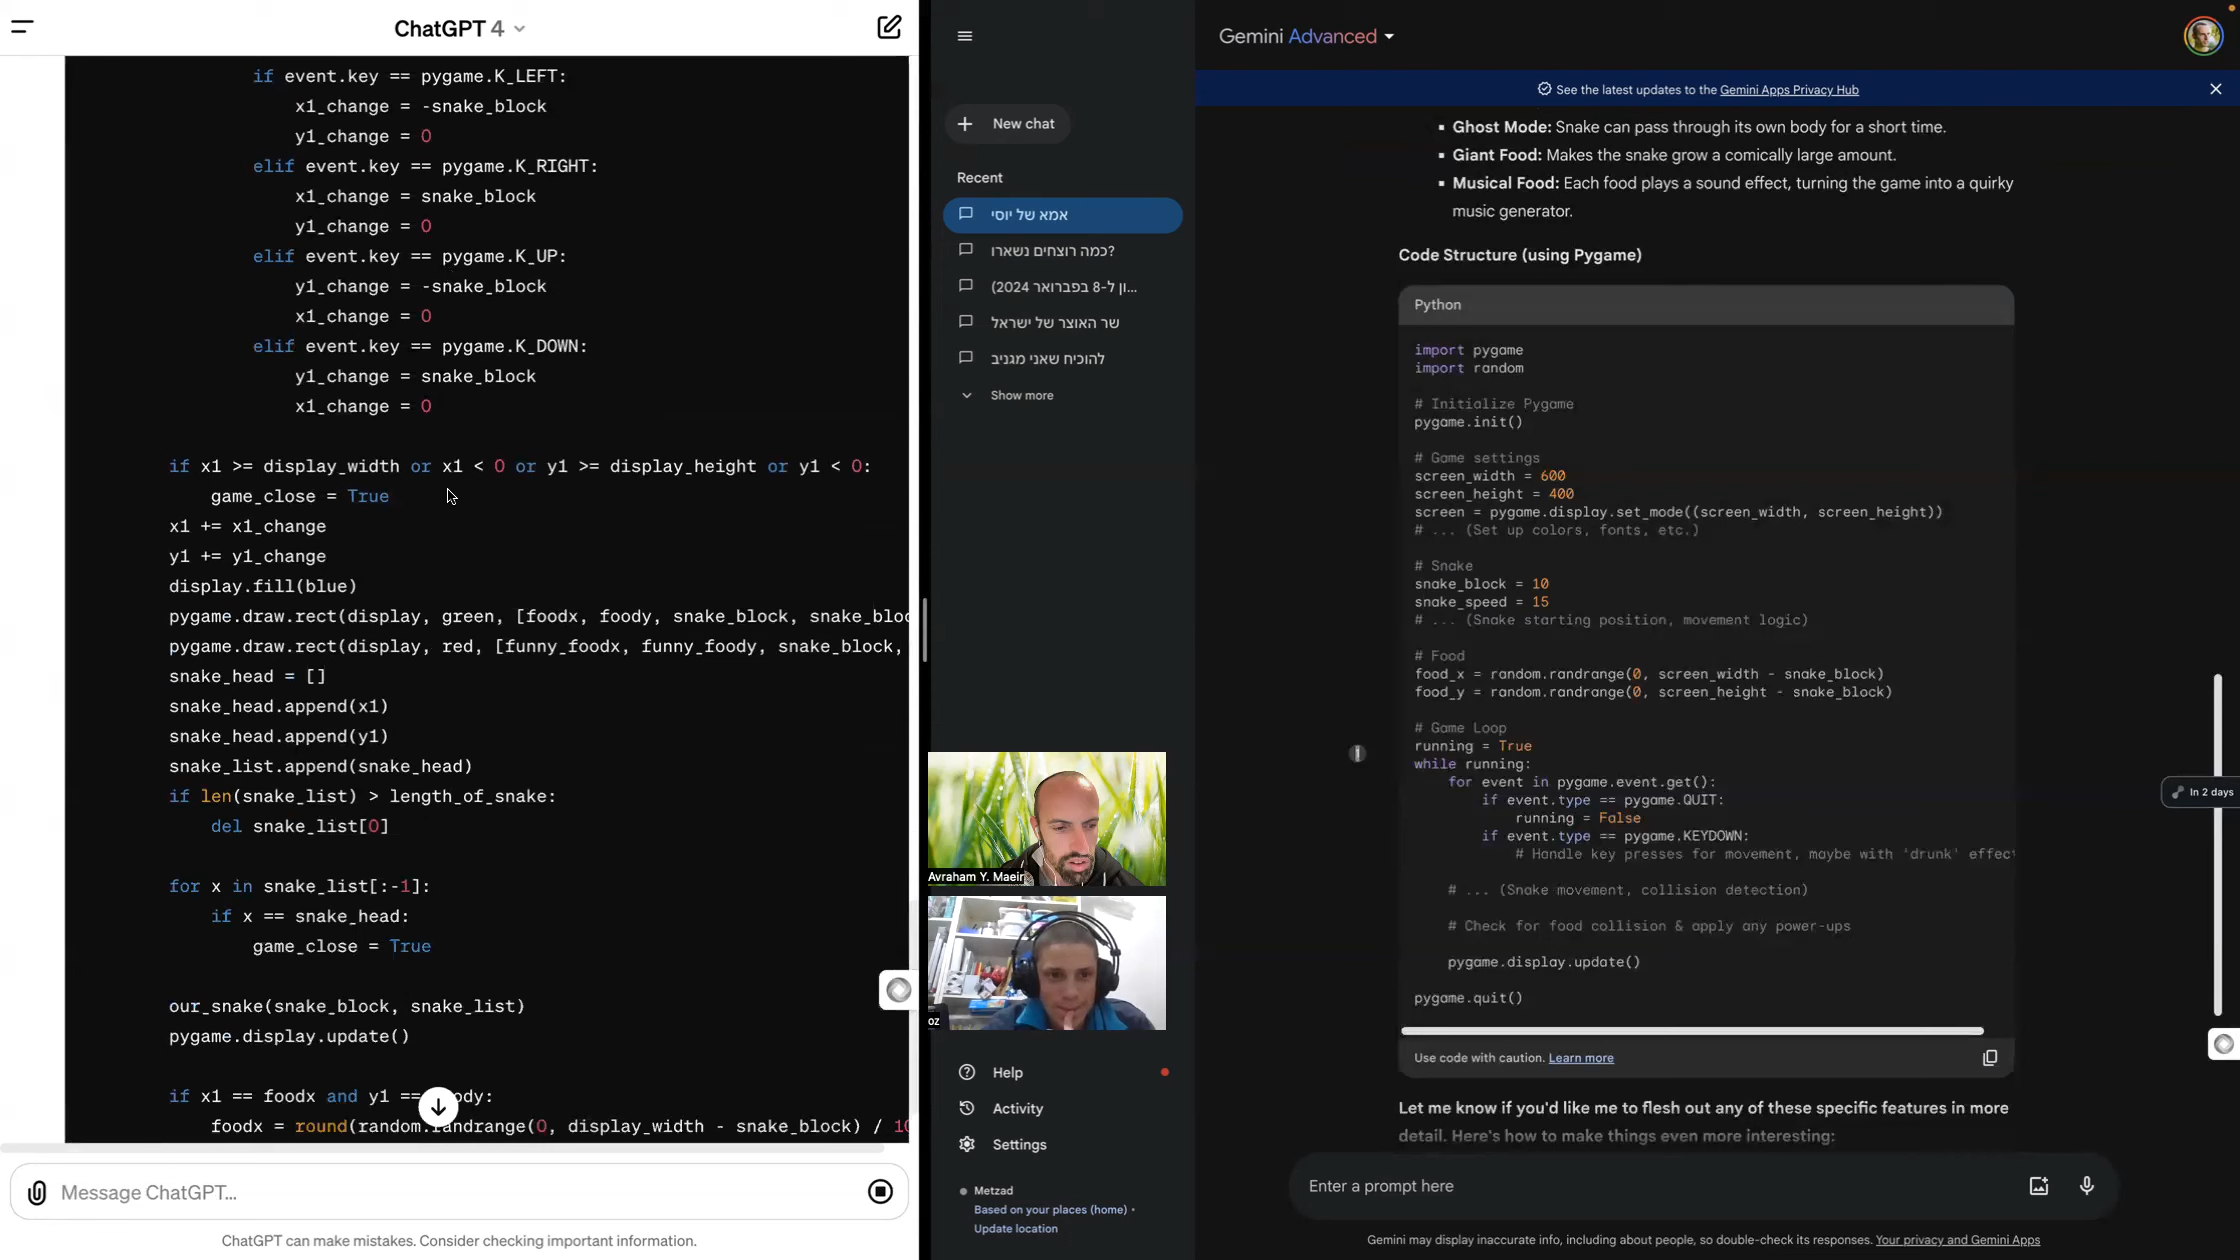 ChatGPT 4
if event.key == pygame.K_LEFT:
x1_change = -snake_block
y1_change = 0
elif event.key == pygame.K_RIGHT:
x1_change = snake_block
y1_change = 0
elif event.key == pygame.K_UP:
y1_change = -snake_block
x1_change = 0
elif event.key == pygame.K_DOWN:
y1_change = snake_block
x1_change = 0
if x1 >= display_width or x1 < 0 or y1 >= display_height or y1 < 0:
game_close = True
x1 += x1_change
y1 += y1_change
display.fill(blue)
pygame.draw.rect(display, green, [foodx, foody, snake_block, snake_bloc
pygame.draw.rect(display, red, [funny_foodx, funny_foody, snake_block,
snake_head = []
snake_head.append(x1)
snake_head.append(y1)
snake_list.append(snake_head)
if len(snake_list) > length_of_snake:
del snake_list[0]
for x in snake_list[:-1]:
if x == snake_head:
game_close = True
our_snake(snake_block, snake_list)
pygame.display.update()
if x1 == foodx and y1 == ody:
foodx = round(random.randrange(0, display_width - snake_block) / 10
Message ChatGPT...
ChatGPT can make mistakes. Consider checking important information.
New chat
Recent
אמא של יוסי
כמה רוצחים נשארו?
...ון ל-8 בפברואר 2024)
שר האוצר של ישראל
להוכיח שאני מגניב
Show more
Avraham Y. Maein
oz
Help
Activity
Settings
Metzad
Based on your places (home) •
Update location
Gemini Advanced
See the latest updates to the Gemini Apps Privacy Hub
Ghost Mode: Snake can pass through its own body for a short time.
Giant Food: Makes the snake grow a comically large amount.
Musical Food: Each food plays a sound effect, turning the game into a quirky
music generator.
Code Structure (using Pygame)
Python
import pygame
import random
# Initialize Pygame
pygame.init()
# Game settings
screen_width = 600
screen_height = 400
screen = pygame.display.set_mode((screen_width, screen_height))
# ... (Set up colors, fonts, etc.)
# Snake
snake_block = 10
snake_speed = 15
# ... (Snake starting position, movement logic)
# Food
food_x = random.randrange(0, screen_width - snake_block)
food_y = random.randrange(0, screen_height - snake_block)
# Game Loop
running = True
while running:
for event in pygame.event.get():
if event.type == pygame.QUIT:
running = False
if event.type == pygame.KEYDOWN:
# Handle key presses for movement, maybe with 'drunk' effect
# ... (Snake movement, collision detection)
# Check for food collision & apply any power-ups
pygame.display.update()
pygame.quit()
Use code with caution. Learn more
Let me know if you'd like me to flesh out any of these specific features in more
detail. Here's how to make things even more interesting:
In 2 days
Enter a prompt here
Gemini may display inaccurate info, including about people, so double-check its responses. Your privacy and Gemini Apps